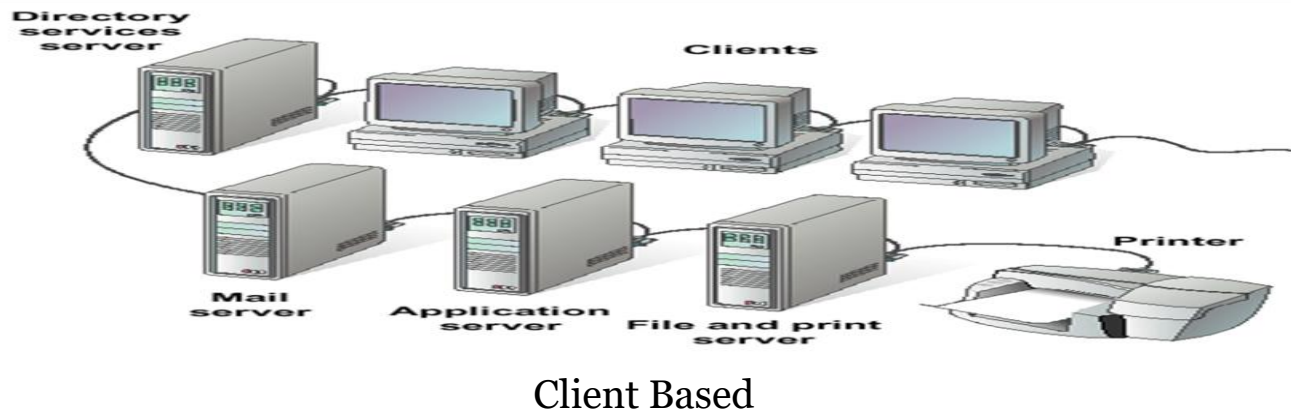 Directory
services
server
Clients
Printer
Mail
server
Application
server
File and print
server
Client Based